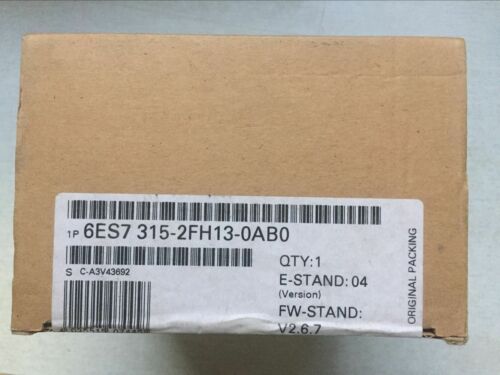 1P 6ES7 315-2FH13-0AB0
S C-A3V43692
QTY:1
E-STAND: 04
(Version)
FW-STAND:
V2.6.7
ORIGINAL PACKING